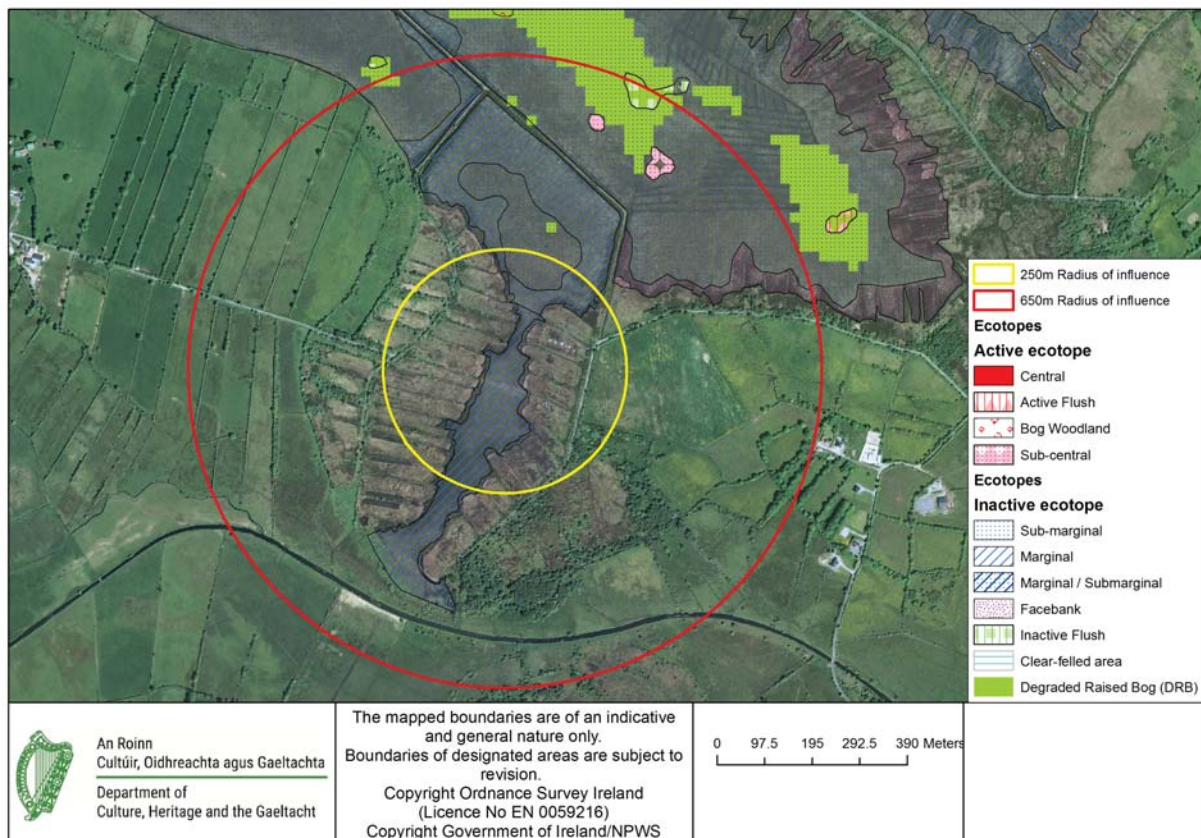 250m Radius of influence
650m Radius of influence
Ecotopes
Active ecotope
Central
Active Flush
Bog Woodland
Sub-central
Ecotopes
Inactive ecotope
Sub-marginal
Marginal
Marginal / Submarginal
Facebank
Inactive Flush
Clear-felled area
Degraded Raised Bog (DRB)
An Roinn
Cultúir, Oidhreachta agus Gaeltachta
Department of
Culture, Heritage and the Gaeltacht
The mapped boundaries are of an indicative
and general nature only.
Boundaries of designated areas are subject to
revision.
Copyright Ordnance Survey Ireland
(Licence No EN 0059216)
Copyright Government of Ireland/NPWS
0 97.5 195 292.5 390 Meters